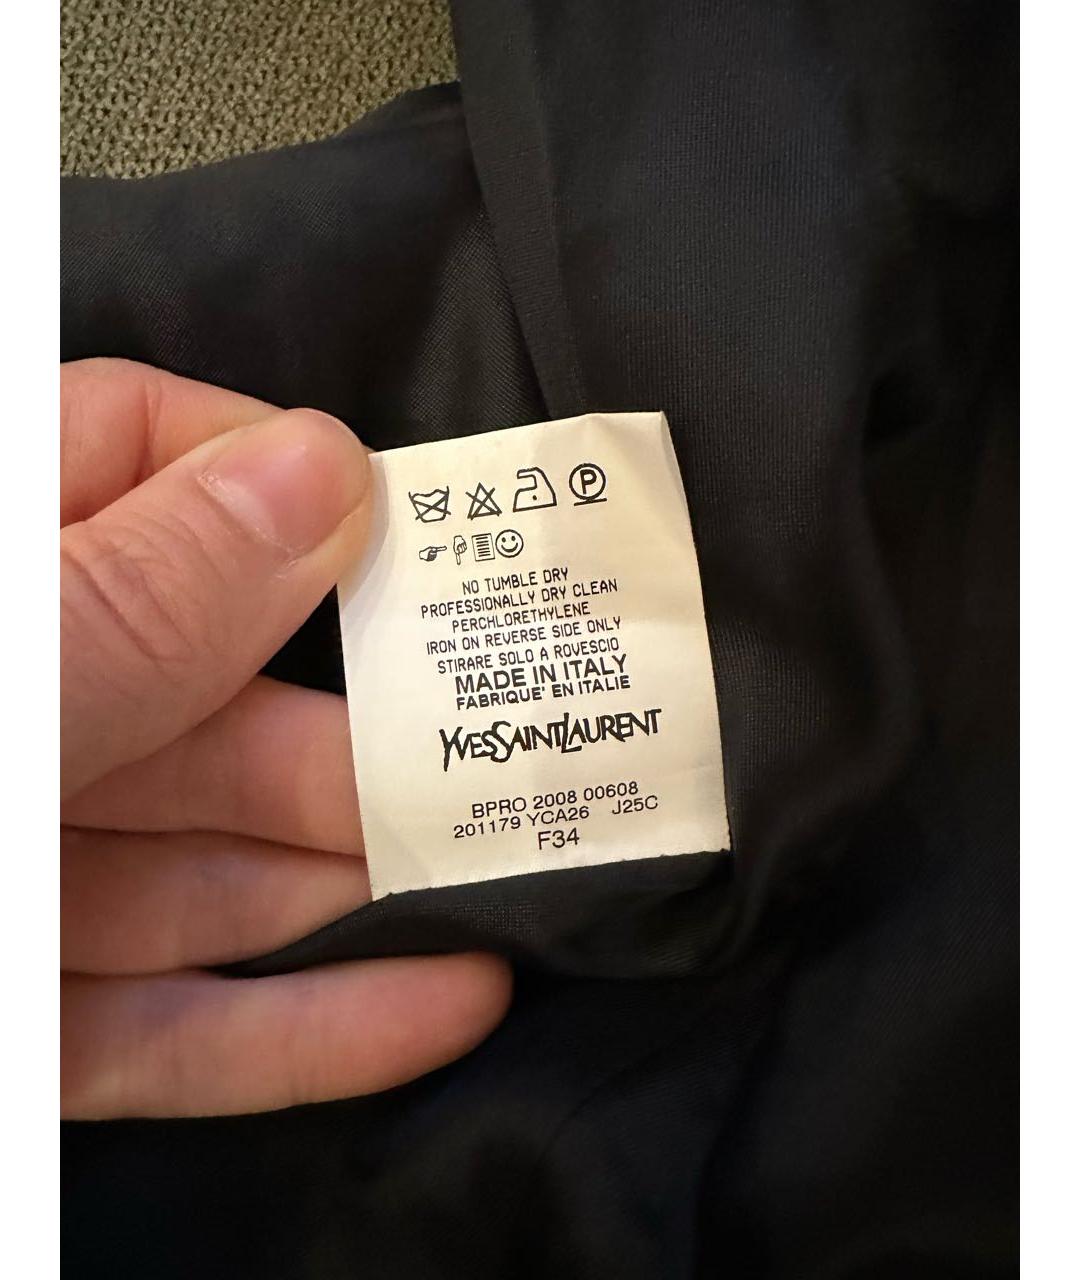 P
NO TUMBLE DRY
PROFESSIONALLY DRY CLEAN
PERCHLORETHYLENE
IRON ON REVERSE SIDE ONLY
STIRARE SOLO A ROVESCIO
MADE IN ITALY
FABRIQUE' EN ITALIE
YVESSAINTLAURENT
BPRO 2008 00608
201179 YCA26 J25C
F34